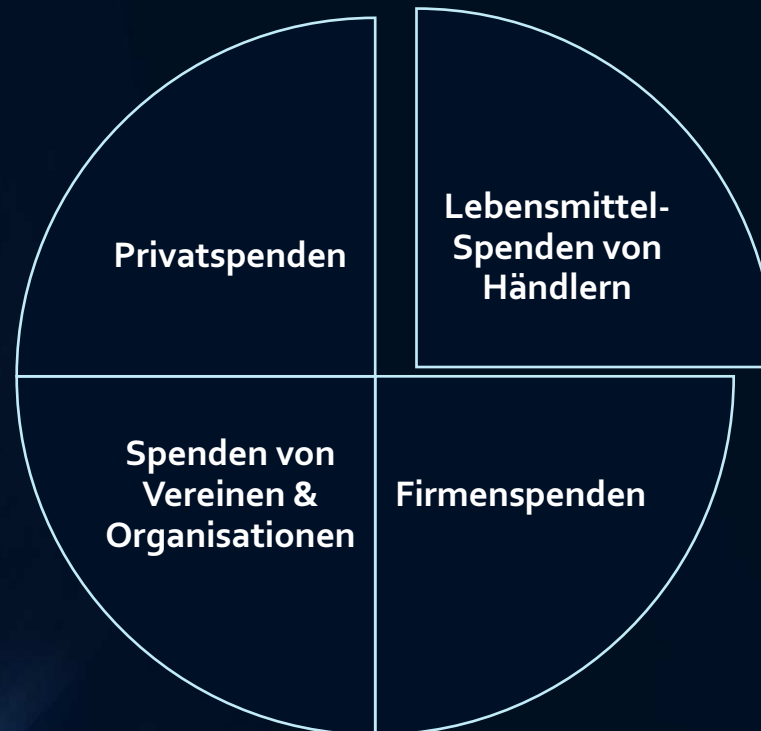 Privatspenden
Lebensmittel-
Spenden von
Händlern
Spenden von
Vereinen &
Organisationen
Firmenspenden